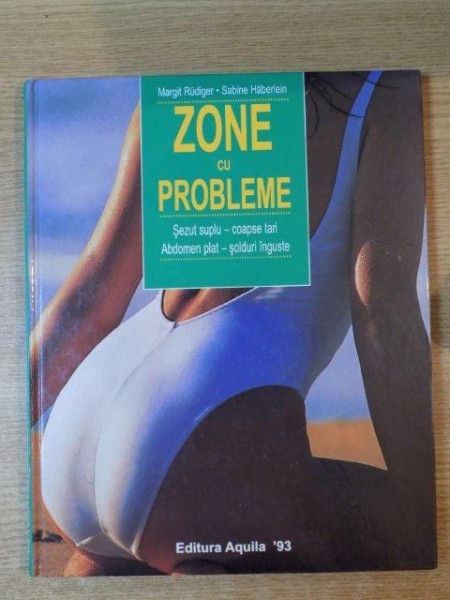 Margit Rüdiger • Sabine Häberlein
ZONE
CU
PROBLEME
Şezut suplu – coapse tari
Abdomen plat – şolduri înguste
Editura Aquila '93